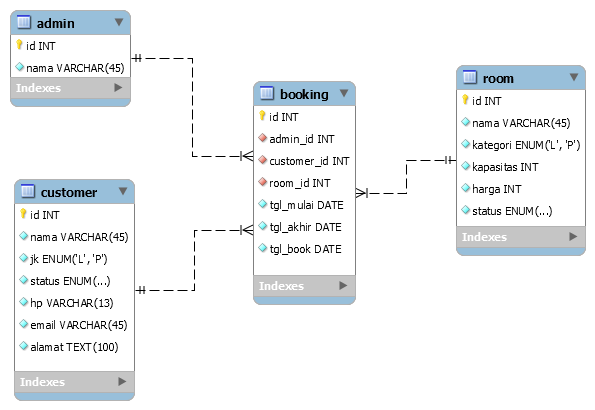 admin
id INT
nama VARCHAR(45)
Indexes
customer
id INT
nama VARCHAR(45)
jk ENUM('L', 'P')
status ENUM(...)
hp VARCHAR(13)
email VARCHAR(45)
alamat TEXT(100)
Indexes
booking
id INT
admin_id INT
customer_id INT
room_id INT
tgl_mulai DATE
tgl_akhir DATE
tgl_book DATE
Indexes
room
id INT
nama VARCHAR(45)
kategori ENUM('L', 'P')
kapasitas INT
harga INT
status ENUM(...)
Indexes